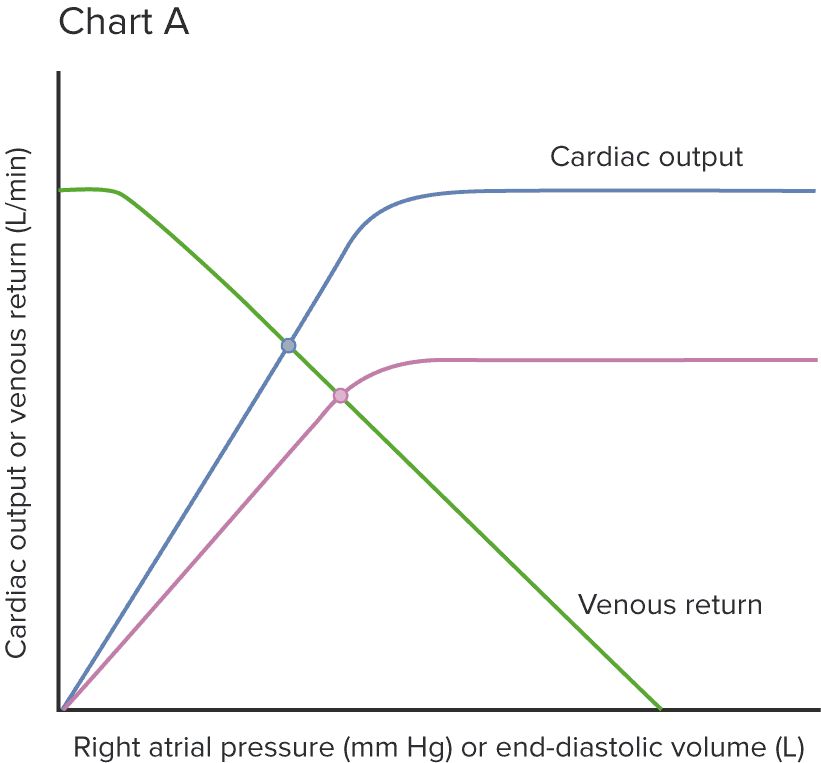 Chart A
Cardiac output or venous return (L/min)
Cardiac output
Venous return
Right atrial pressure (mm Hg) or end-diastolic volume (L)